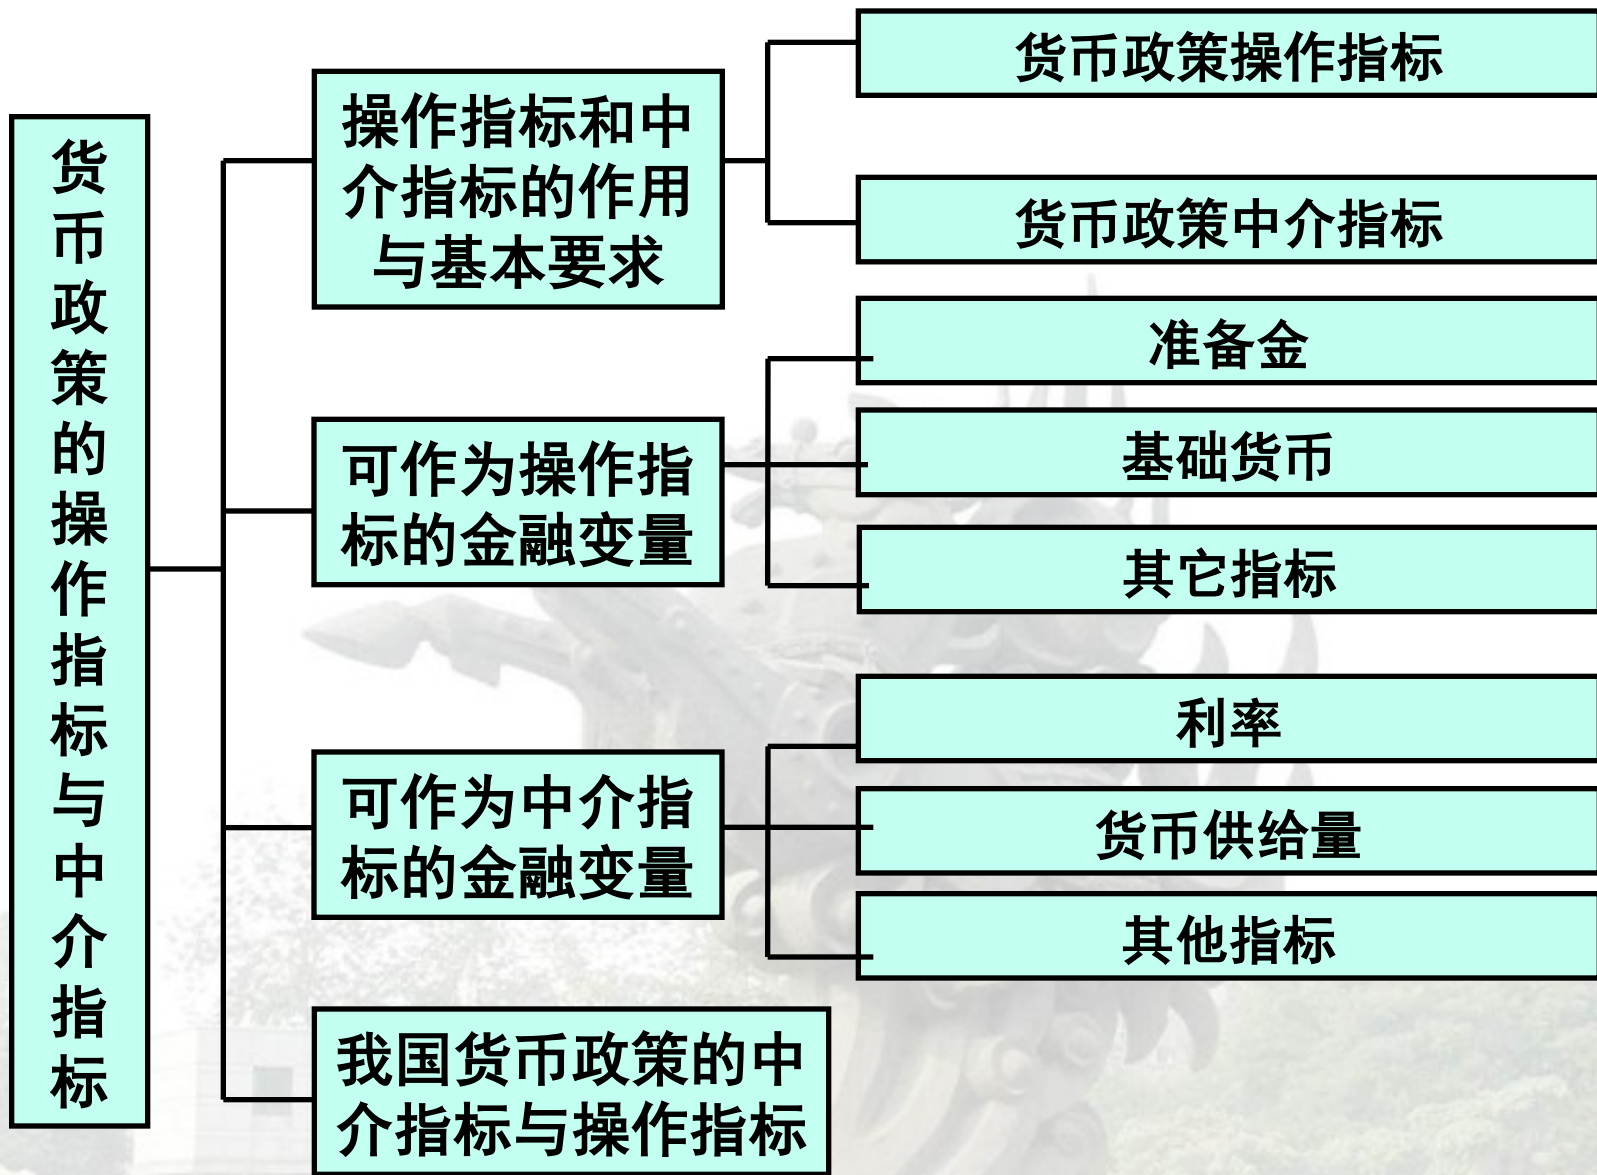 货币政策的操作指标与中介指标
操作指标和中
介指标的作用
与基本要求
货币政策操作指标
货币政策中介指标
可作为操作指
标的金融变量
准备金
基础货币
其它指标
可作为中介指
标的金融变量
利率
货币供给量
其他指标
我国货币政策的中
介指标与操作指标